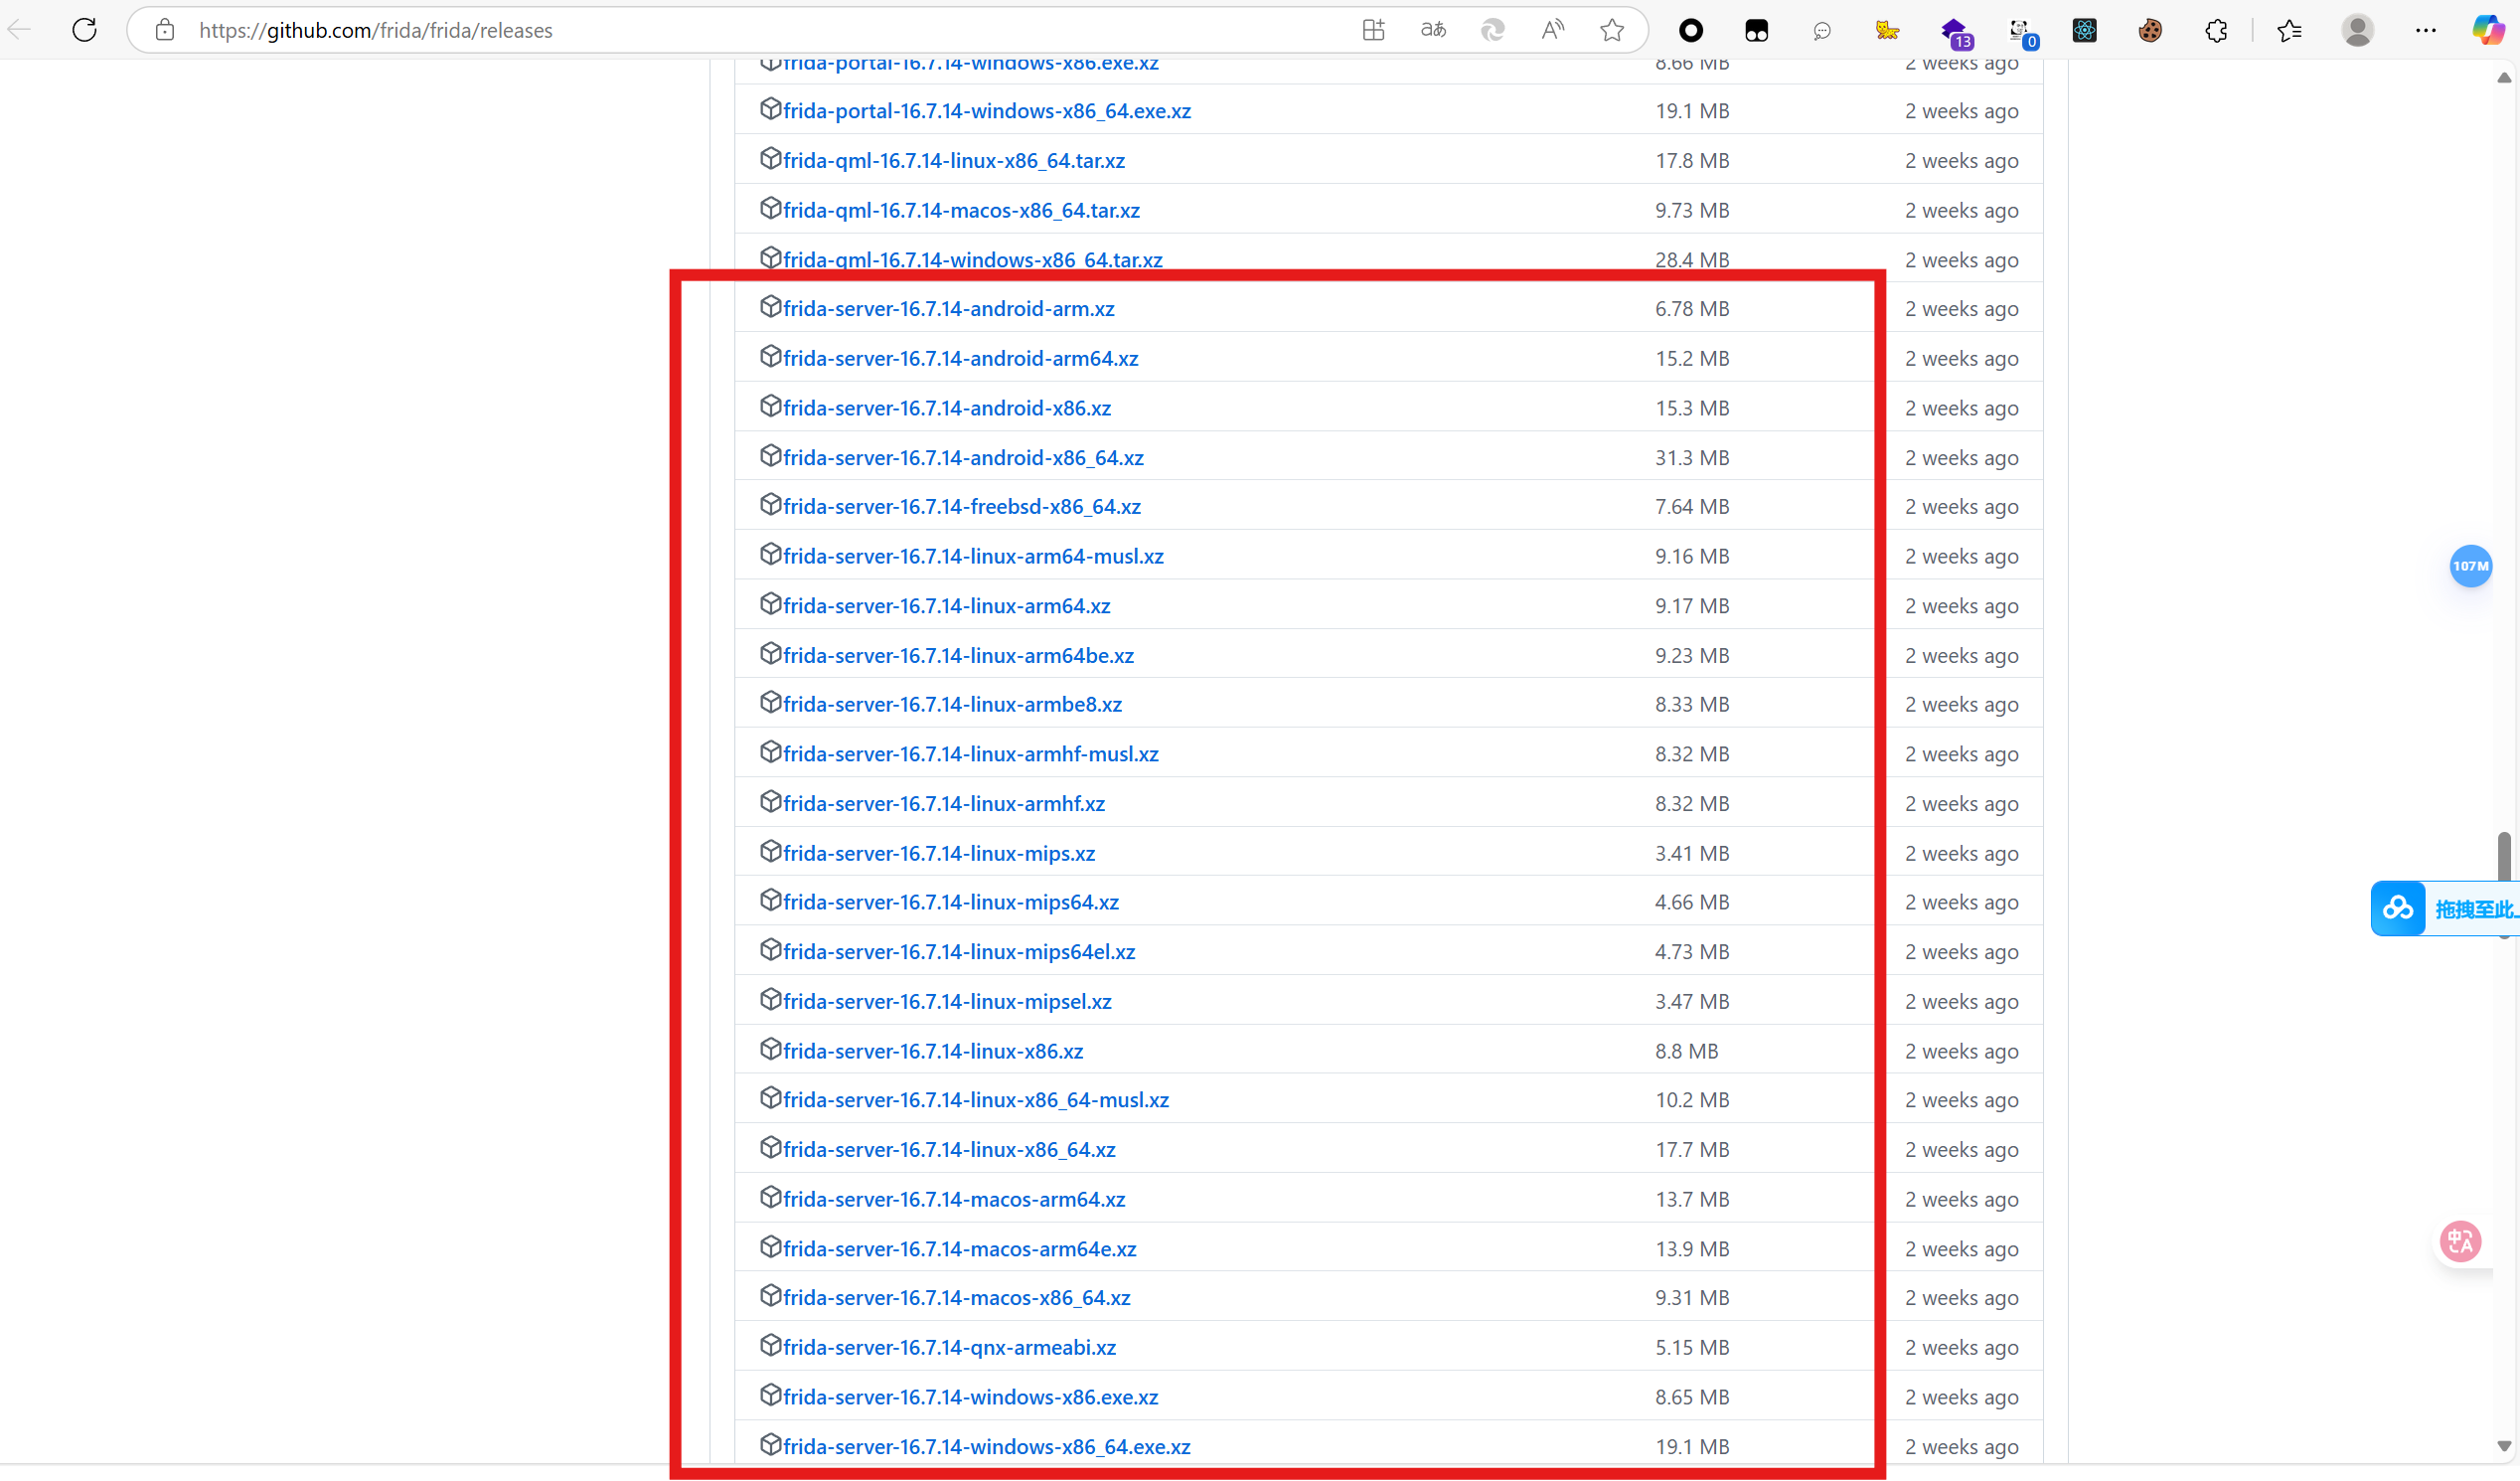 https://github.com/frida/frida/releases
13
0
frida-portal-16.7.14-windows-x86.exe.xz 8.66 MB 2 weeks ago
frida-portal-16.7.14-windows-x86_64.exe.xz 19.1 MB 2 weeks ago
frida-qml-16.7.14-linux-x86_64.tar.xz 17.8 MB 2 weeks ago
frida-qml-16.7.14-macos-x86_64.tar.xz 9.73 MB 2 weeks ago
frida-qml-16.7.14-windows-x86_64.tar.xz 28.4 MB 2 weeks ago
frida-server-16.7.14-android-arm.xz 6.78 MB 2 weeks ago
frida-server-16.7.14-android-arm64.xz 15.2 MB 2 weeks ago
frida-server-16.7.14-android-x86.xz 15.3 MB 2 weeks ago
frida-server-16.7.14-android-x86_64.xz 31.3 MB 2 weeks ago
frida-server-16.7.14-freebsd-x86_64.xz 7.64 MB 2 weeks ago
frida-server-16.7.14-linux-arm64-musl.xz 9.16 MB 2 weeks ago
107M
frida-server-16.7.14-linux-arm64.xz 9.17 MB 2 weeks ago
frida-server-16.7.14-linux-arm64be.xz 9.23 MB 2 weeks ago
frida-server-16.7.14-linux-armbe8.xz 8.33 MB 2 weeks ago
frida-server-16.7.14-linux-armhf-musl.xz 8.32 MB 2 weeks ago
frida-server-16.7.14-linux-armhf.xz 8.32 MB 2 weeks ago
frida-server-16.7.14-linux-mips.xz 3.41 MB 2 weeks ago
frida-server-16.7.14-linux-mips64.xz 4.66 MB 2 weeks ago
拖拽至此
frida-server-16.7.14-linux-mips64el.xz 4.73 MB 2 weeks ago
frida-server-16.7.14-linux-mipsel.xz 3.47 MB 2 weeks ago
frida-server-16.7.14-linux-x86.xz 8.8 MB 2 weeks ago
frida-server-16.7.14-linux-x86_64-musl.xz 10.2 MB 2 weeks ago
frida-server-16.7.14-linux-x86_64.xz 17.7 MB 2 weeks ago
frida-server-16.7.14-macos-arm64.xz 13.7 MB 2 weeks ago
frida-server-16.7.14-macos-arm64e.xz 13.9 MB 2 weeks ago
frida-server-16.7.14-macos-x86_64.xz 9.31 MB 2 weeks ago
frida-server-16.7.14-qnx-armeabi.xz 5.15 MB 2 weeks ago
frida-server-16.7.14-windows-x86.exe.xz 8.65 MB 2 weeks ago
frida-server-16.7.14-windows-x86_64.exe.xz 19.1 MB 2 weeks ago